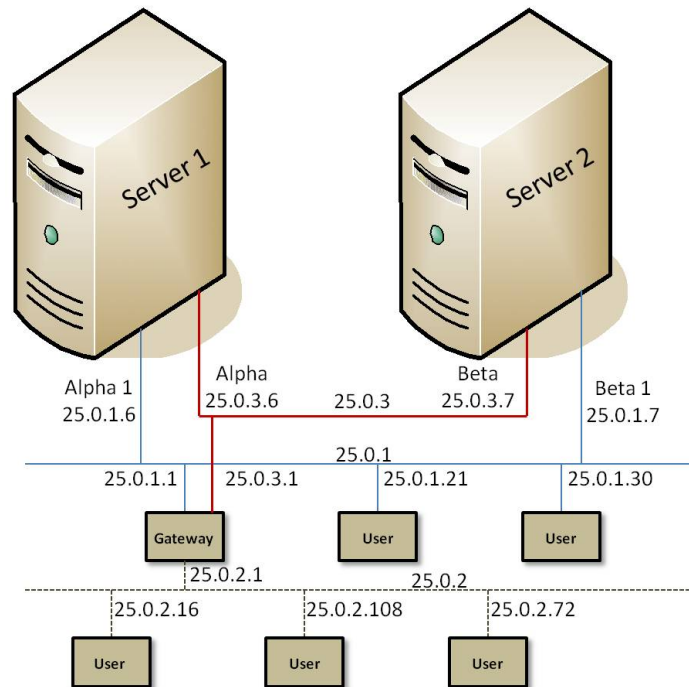 Server 1
Server 2
Alpha 1
25.0.1.6
Alpha
25.0.3.6
25.0.3
Beta
25.0.3.7
Beta 1
25.0.1.7
25.0.1
25.0.1.1
25.0.3.1
25.0.1.21
25.0.1.30
Gateway
User
User
25.0.2.1
25.0.2
25.0.2.16
25.0.2.108
25.0.2.72
User
User
User